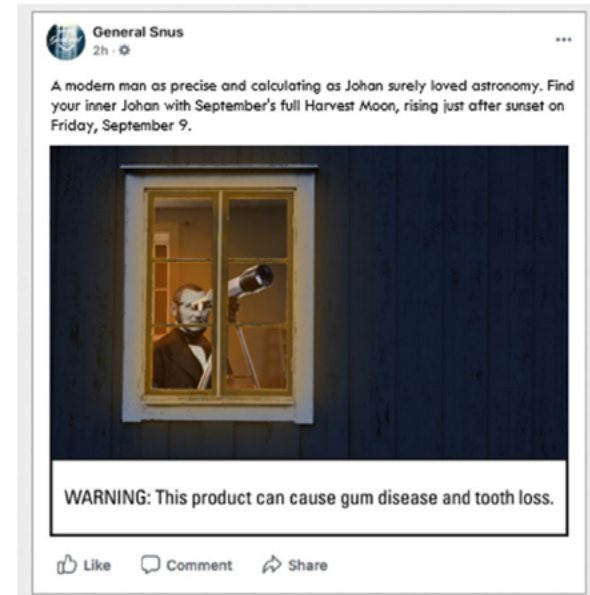 General Snus
2h ·
A modern man as precise and calculating as Johan surely loved astronomy. Find
your inner Johan with September's full Harvest Moon, rising just after sunset on
Friday, September 9.
WARNING: This product can cause gum disease and tooth loss.
Like Comment Share